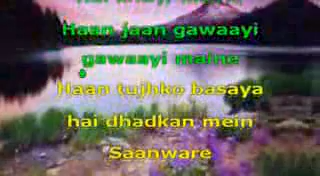 Haan jaan gawaayi
gawaayi maine
Haan tujhko basaya
hai dhadkan mein
Saanware